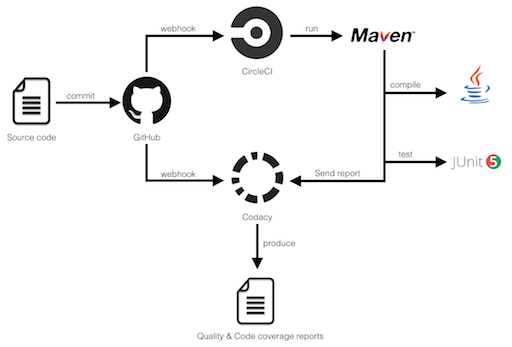 webhook
run
Maven™
CircleCI
compile
commit
Source code
GitHub
test
JUnit 5
webhook
Send report
Codacy
produce
Quality & Code coverage reports